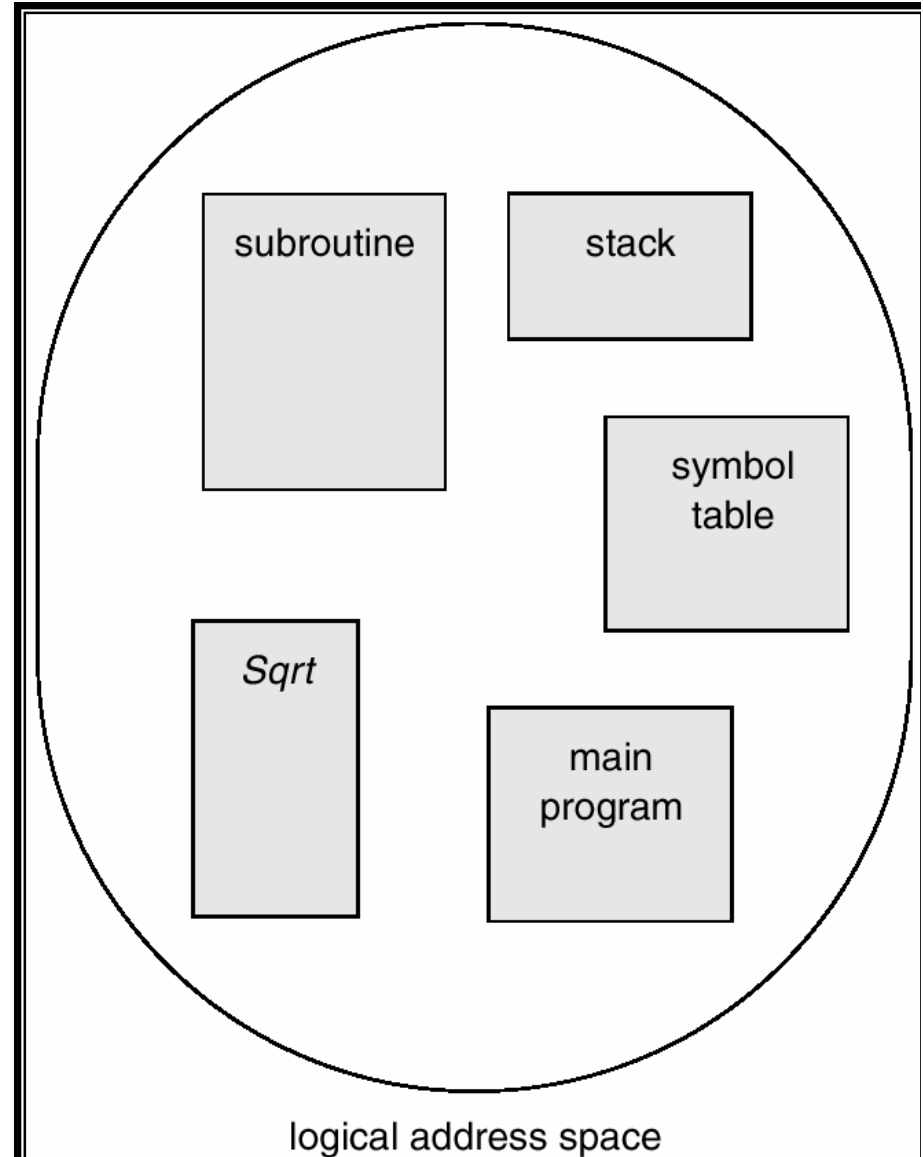 subroutine
stack
symbol
table
Sqrt
main
program
logical address space